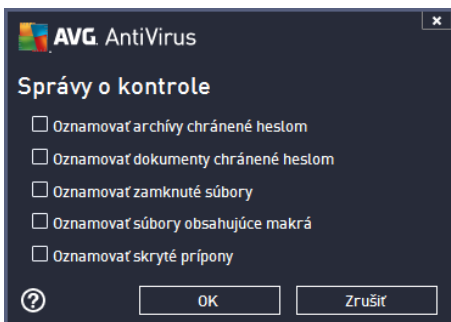 AVG AntiVirus
Správy o kontrole
Oznamovať archívy chránené heslom
Oznamovať dokumenty chránené heslom
Oznamovať zamknuté súbory
Oznamovať súbory obsahujúce makrá
Oznamovať skryté prípony
? OK Zrušiť